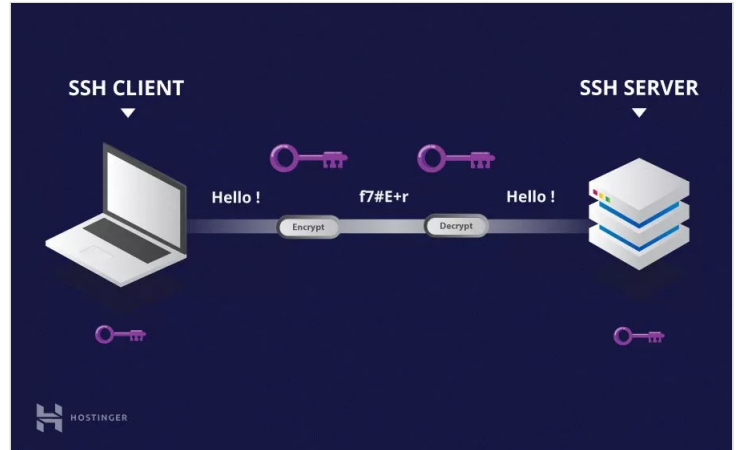 SSH CLIENT
SSH SERVER
Hello !
f7#E+r
Hello !
Encrypt
Decrypt
HOSTINGER